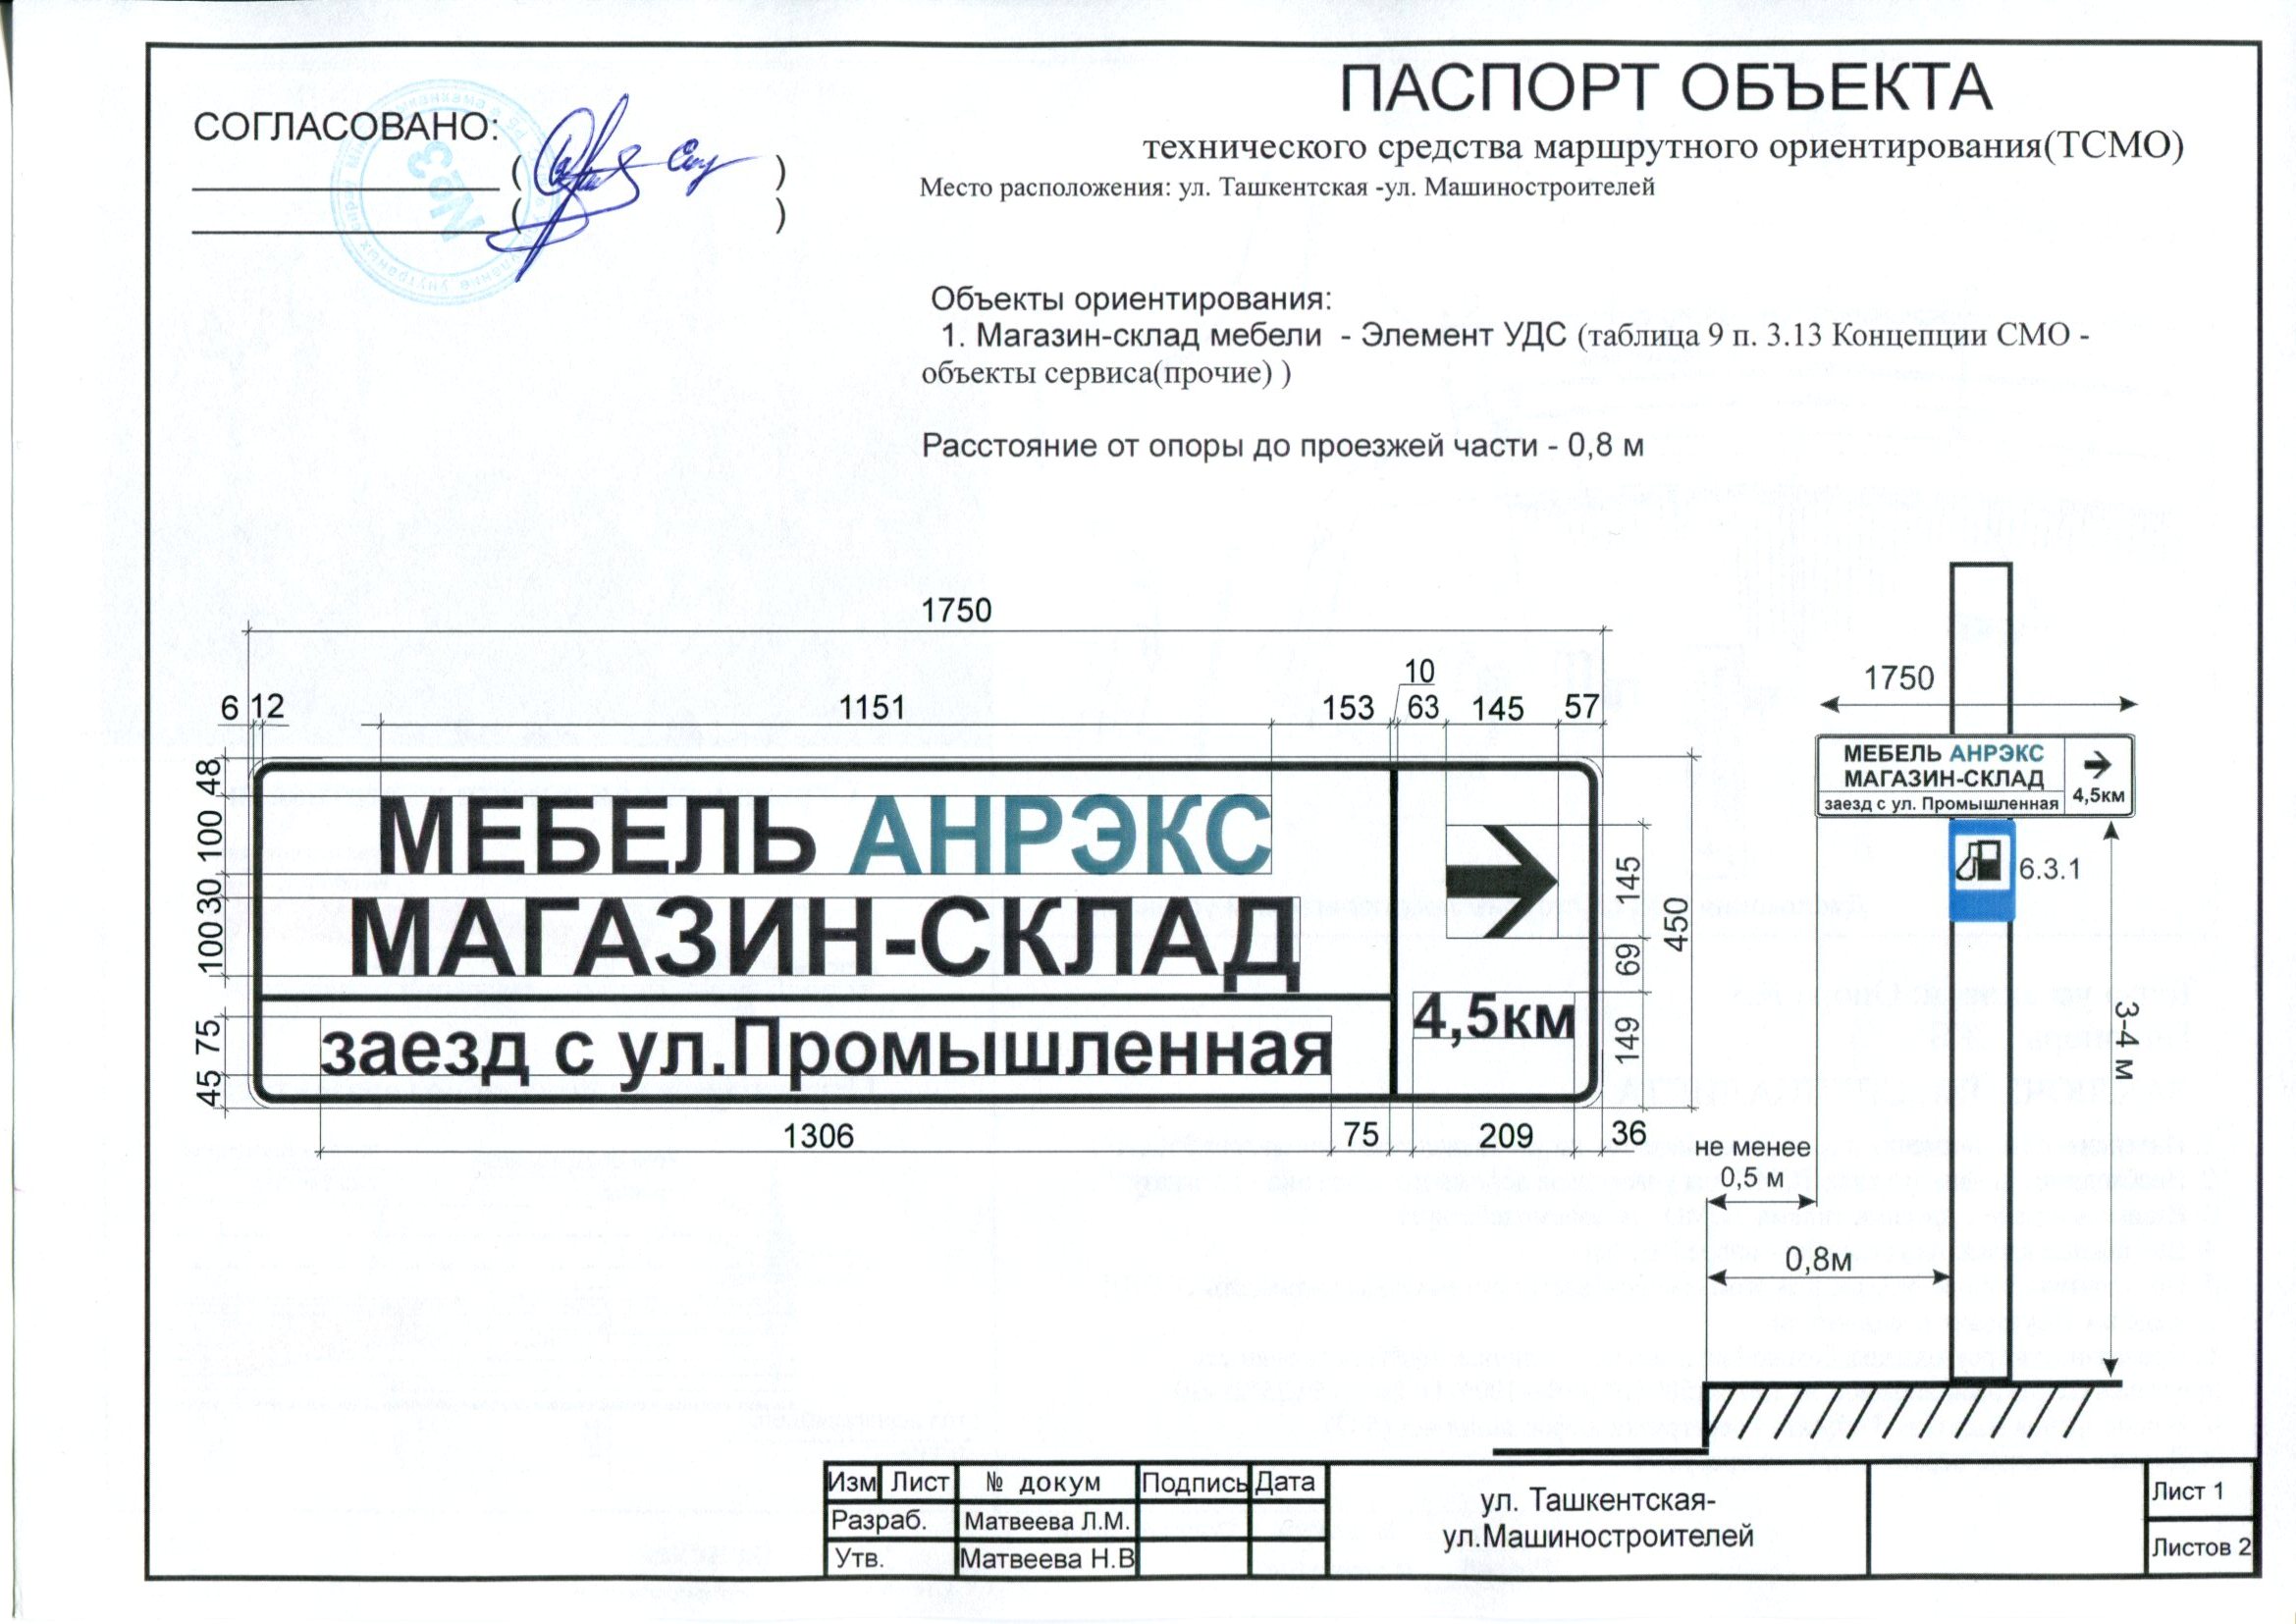 ПАСПОРТ ОБЪЕКТА
технического средства маршрутного ориентирования(ТСМО)
Место расположения: ул. Ташкентская -ул. Машиностроителей
СОГЛАСОВАНО:
( )
( )
№3
Объекты ориентирования:
1. Магазин-склад мебели - Элемент УДС (таблица 9 п. 3.13 Концепции СМО -
объекты сервиса(прочие) )
Расстояние от опоры до проезжей части - 0,8 м
1750
6 12 1151 153 10 63 145 57
48
100
30
100
75
45
МЕБЕЛЬ АНРЭКС
МАГАЗИН-СКЛАД
заезд с ул.Промышленная
4,5км
145
69
149
450
1306 75 209 36
1750
МЕБЕЛЬ АНРЭКС
МАГАЗИН-СКЛАД
заезд с ул. Промышленная
4,5км
6.3.1
3-4 м
не менее
0,5 м
0,8м
Изм Лист № докум Подпись Дата
Разраб. Матвеева Л.М.
Утв. Матвеева Н.В
ул. Ташкентская-
ул.Машиностроителей
Лист 1
Листов 2